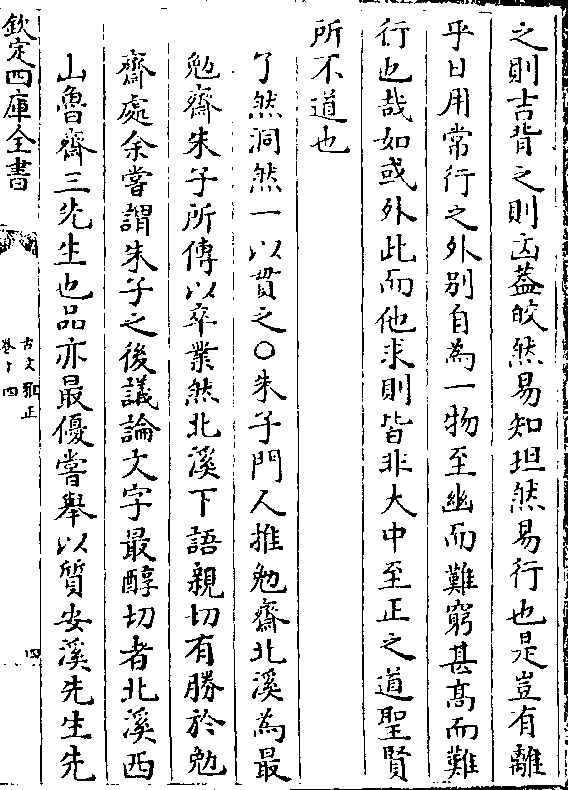 之則吉背之則凶蓋皎然易知坦然易行也是豈有離
乎日用常行之外别自為一物至幽而難窮甚髙而難
行也哉如或外此而他求則皆非大中至正之道聖賢
所不道也
了然洞然一以貫之○朱子門人推勉齋北溪為最
勉齋朱子所傳以卒業然北溪下語親切有勝於勉
齋處余嘗謂朱子之後議論文字最醇切者北溪西
山魯齋三先生也品亦最優嘗舉以質安溪先生先
欽定四庫全書
古文雅正
卷十四
四